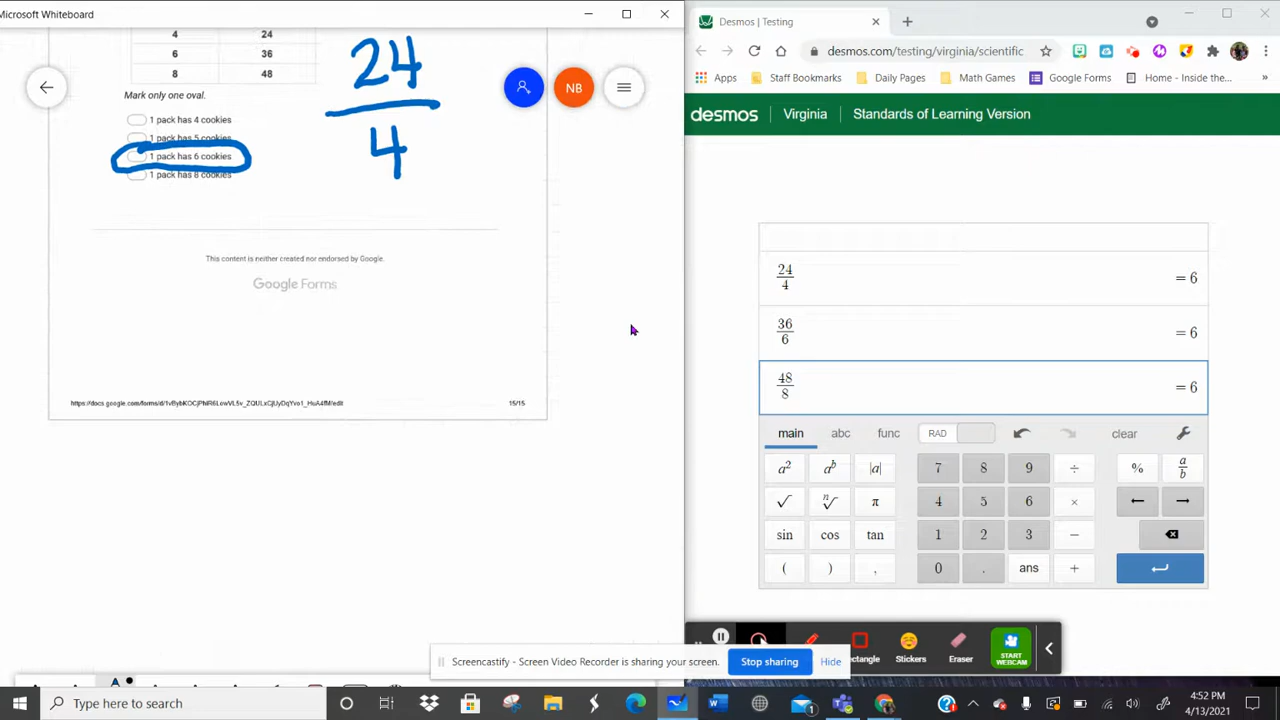 Microsoft Whiteboard
4 24
6 36
8 48
Mark only one oval.
1 pack has 4 cookies
1 pack has 5 cookies
1 pack has 6 cookies
1 pack has 8 cookies
24
4
NB
This content is neither created nor endorsed by Google.
Google Forms
15/15
Desmos | Testing
desmos.com/testing/virginia/scientific
Apps
Staff Bookmarks
Daily Pages
Math Games
Google Forms
Home - Inside the...
desmos
Virginia
Standards of Learning Version
24
4
= 6
36
6
= 6
48
8
= 6
main abc func RAD clear
a² aᵇ |a| 7 8 9 ÷ % a/b
√ ⁿ√ π 4 5 6 × ← →
sin cos tan 1 2 3 −
( ) , 0 . ans +
Screencastify - Screen Video Recorder is sharing your screen.
Stop sharing
Hide
ectangle
Stickers
Eraser
START
WEBCAM
Type here to search
4:52 PM
4/13/2021